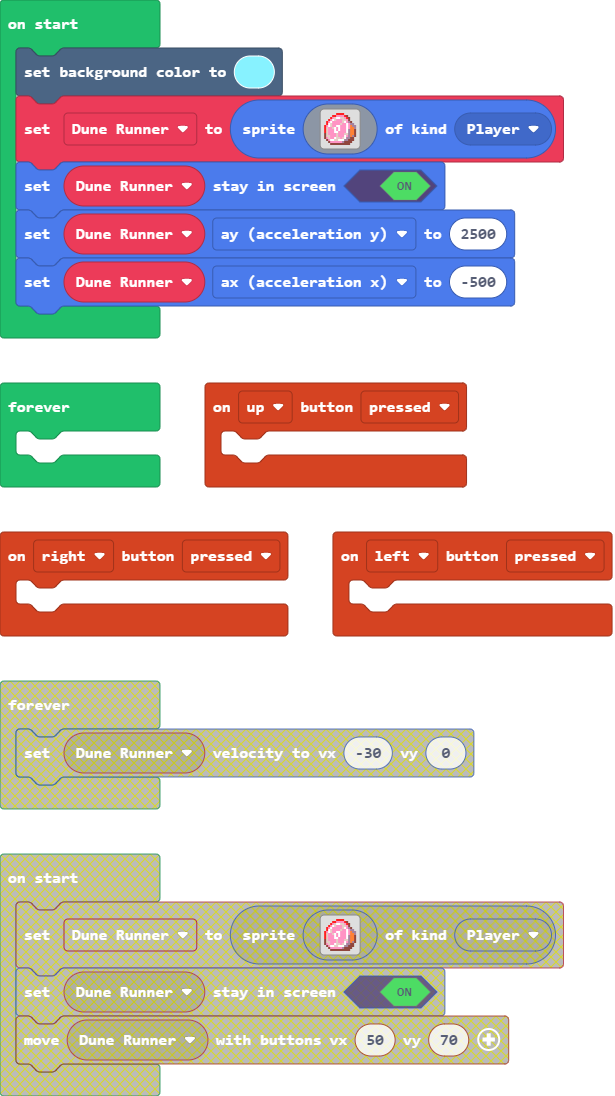 on start
set background color to
set Dune Runner to sprite of kind Player
set Dune Runner stay in screen ON
set Dune Runner ay (acceleration y) to 2500
set Dune Runner ax (acceleration x) to -500
forever
on up button pressed
on right button pressed
on left button pressed
forever
set Dune Runner velocity to vx -30 vy 0
on start
set Dune Runner to sprite of kind Player
set Dune Runner stay in screen ON
move Dune Runner with buttons vx 50 vy 70